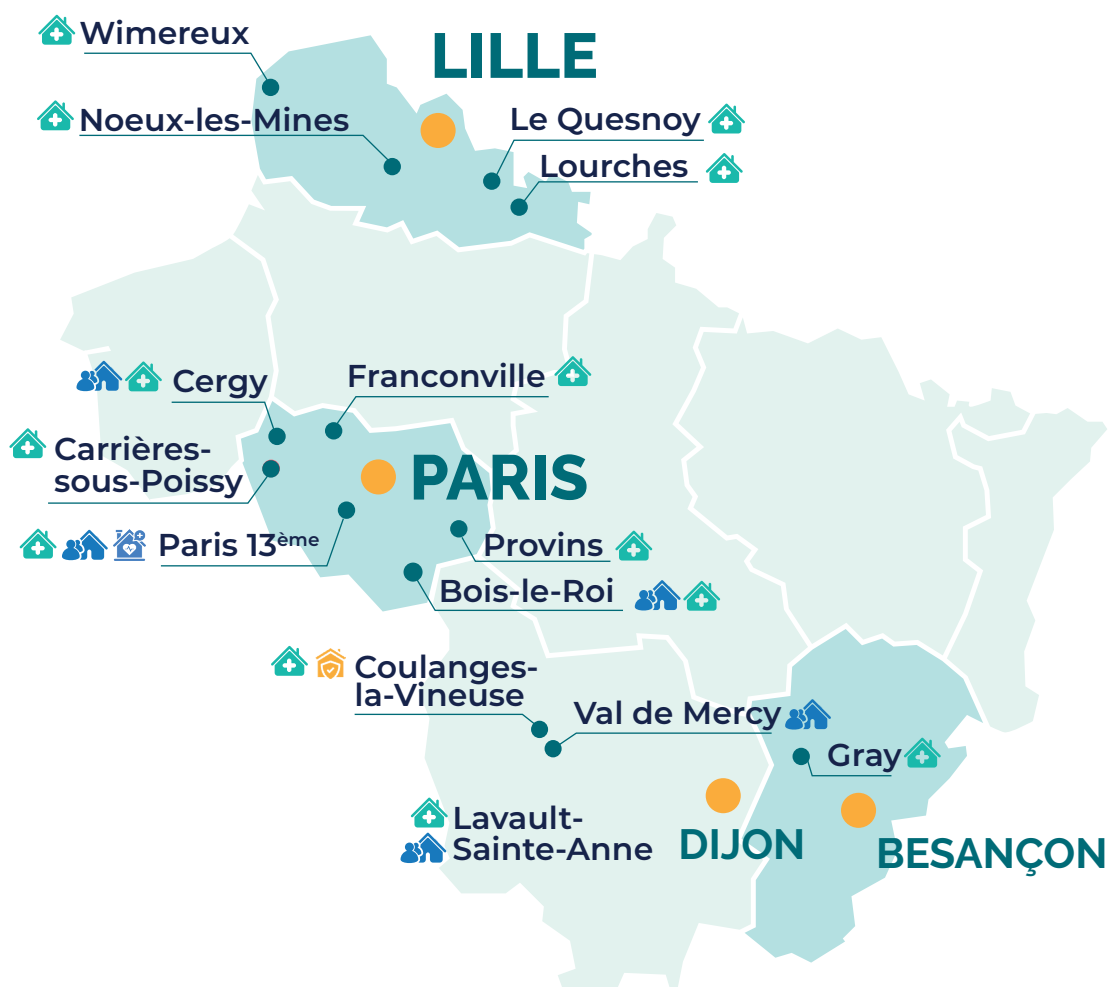 Wimereux
LILLE
Noeux-les-Mines
Le Quesnoy
Lourches
Cergy
Franconville
Carrières-
sous-Poissy
PARIS
Paris 13ème
Provins
Bois-le-Roi
Coulanges-
la-Vineuse
Val de Mercy
Gray
Lavault-
Sainte-Anne
DIJON
BESANÇON